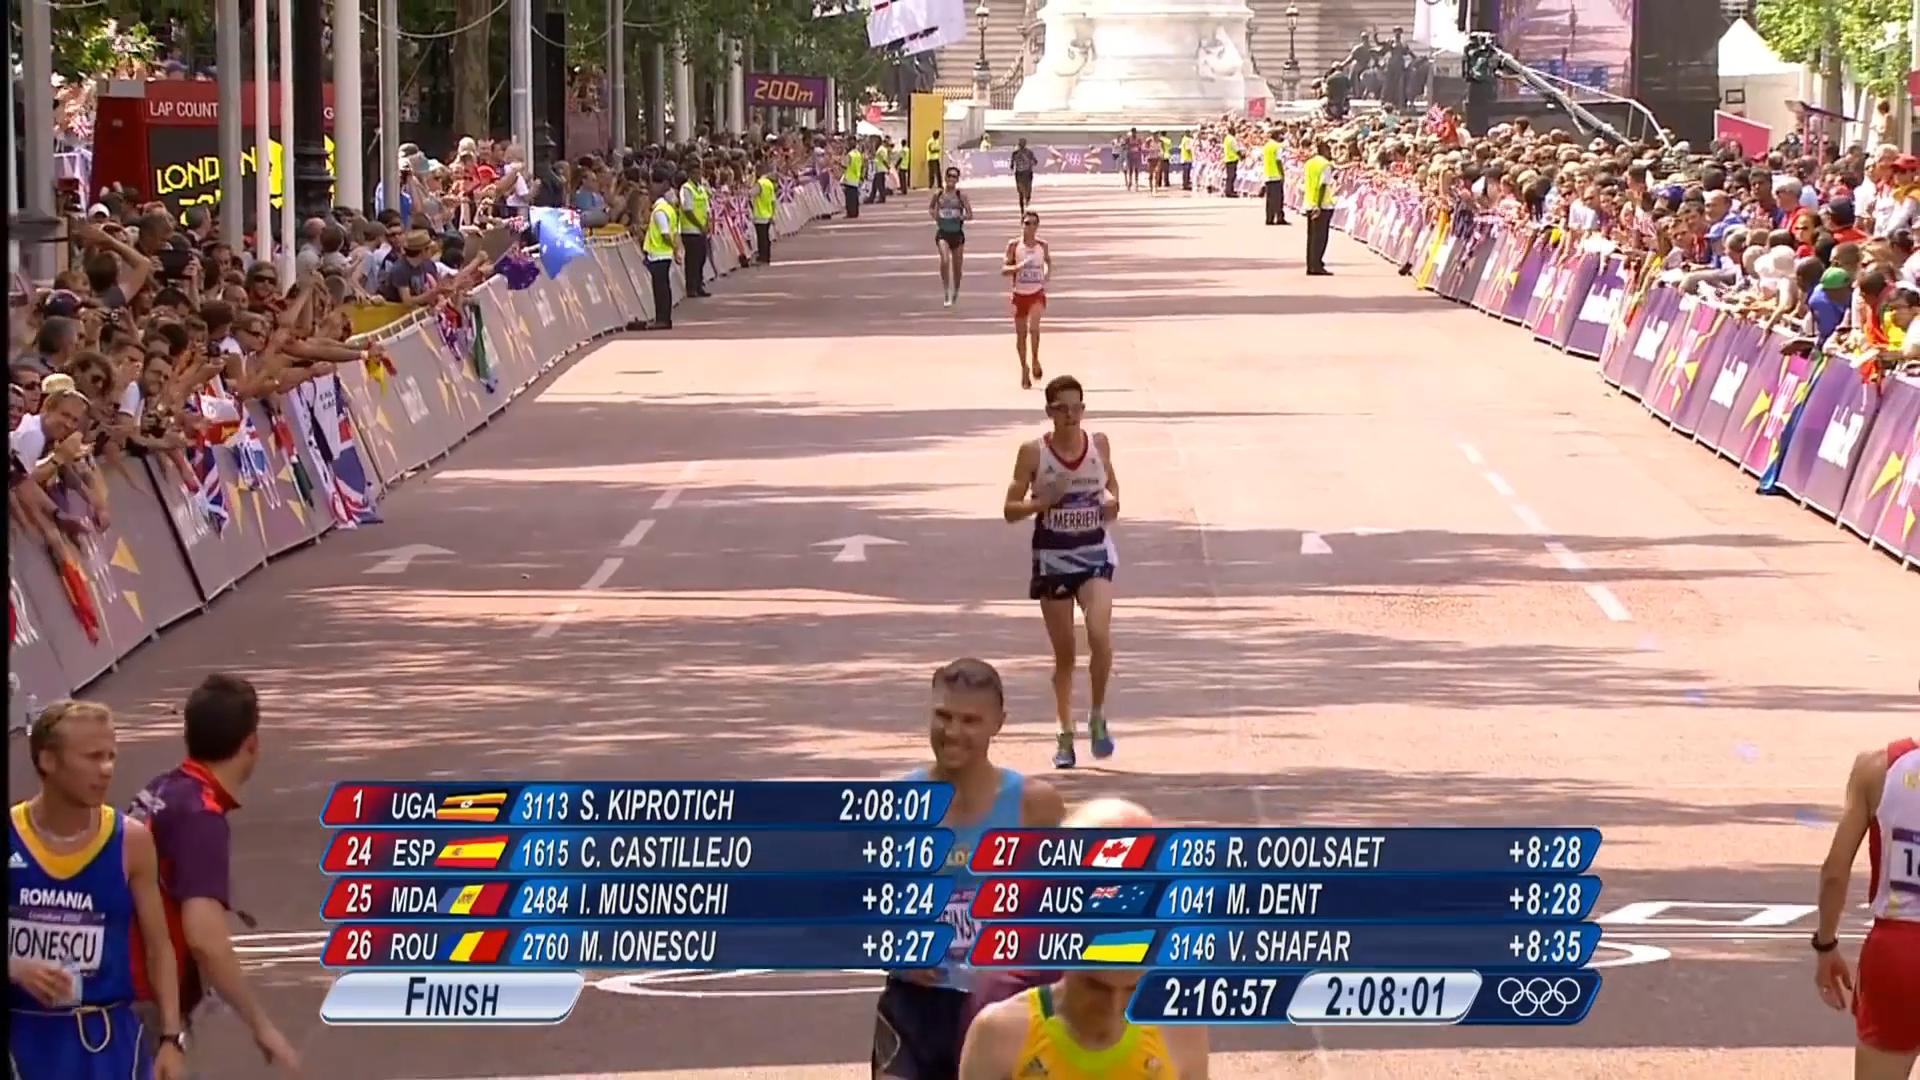 200m
LAP COUNT
LONDON
MERRIEN
1 UGA 3113 S. KIPROTICH 2:08:01
24 ESP 1615 C. CASTILLEJO +8:16
25 MDA 2484 I. MUSINSCHI +8:24
26 ROU 2760 M. IONESCU +8:27
27 CAN 1285 R. COOLSAET +8:28
28 AUS 1041 M. DENT +8:28
29 UKR 3146 V. SHAFAR +8:35
ROMANIA
IONESCU
FINISH
2:16:57 2:08:01